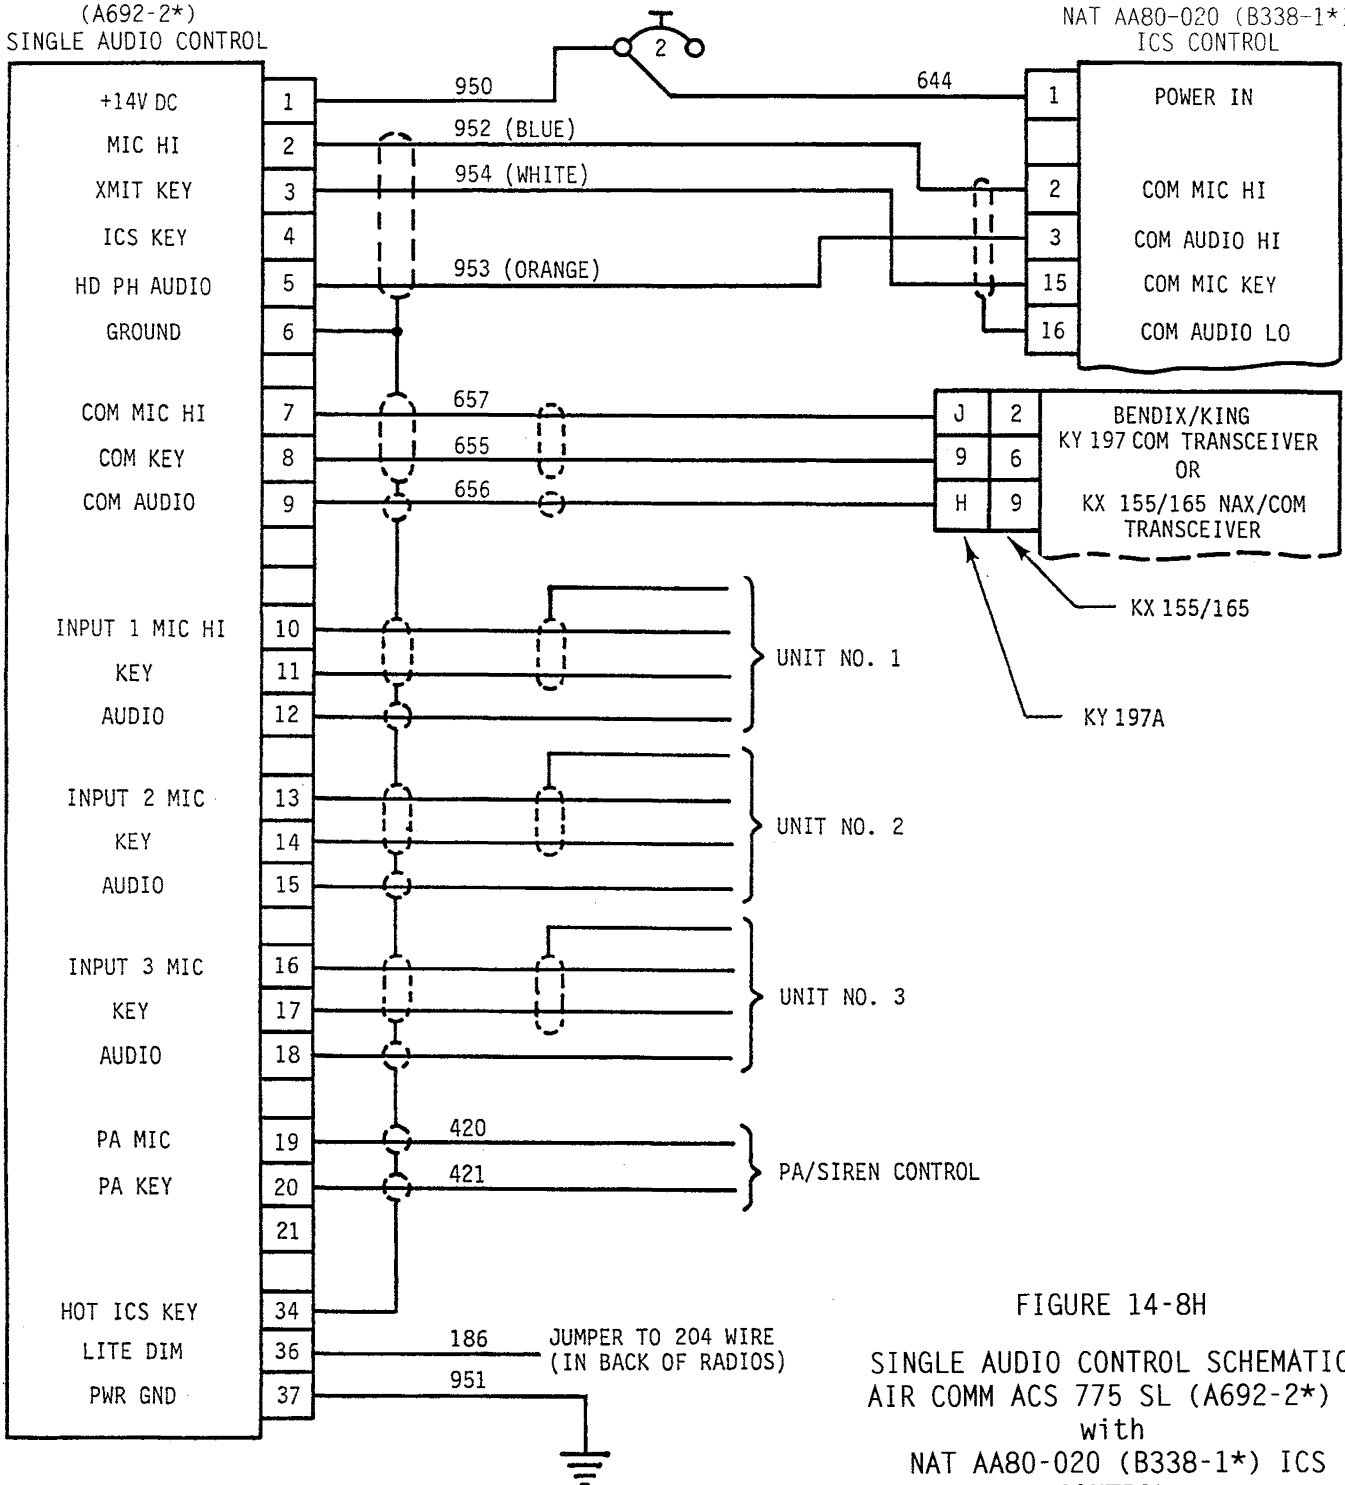 (A692-2*)
SINGLE AUDIO CONTROL
NAT AA80-020 (B338-1*)
ICS CONTROL
2
+14V DC 1 950 644 1 POWER IN
MIC HI 2 952 (BLUE)
XMIT KEY 3 954 (WHITE) 2 COM MIC HI
ICS KEY 4 3 COM AUDIO HI
HD PH AUDIO 5 953 (ORANGE) 15 COM MIC KEY
GROUND 6 16 COM AUDIO LO
COM MIC HI 7 657 J 2
COM KEY 8 655 9 6
COM AUDIO 9 656 H 9
BENDIX/KING
KY 197 COM TRANSCEIVER
OR
KX 155/165 NAX/COM
TRANSCEIVER
KX 155/165
KY 197A
INPUT 1 MIC HI 10
KEY 11
AUDIO 12
UNIT NO. 1
INPUT 2 MIC 13
KEY 14
AUDIO 15
UNIT NO. 2
INPUT 3 MIC 16
KEY 17
AUDIO 18
UNIT NO. 3
PA MIC 19 420
PA KEY 20 421
PA/SIREN CONTROL
21
HOT ICS KEY 34
LITE DIM 36 186 JUMPER TO 204 WIRE
(IN BACK OF RADIOS)
PWR GND 37 951
FIGURE 14-8H
SINGLE AUDIO CONTROL SCHEMATIC
AIR COMM ACS 775 SL (A692-2*)
with
NAT AA80-020 (B338-1*) ICS